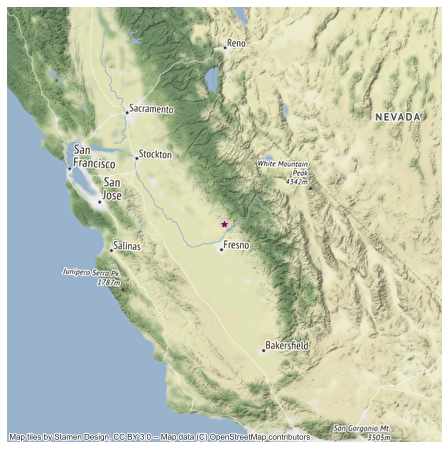 Reno
Sacramento
NEVADA
San
Francisco
Stockton
White Mountain
Peak
4342m
San
Jose
Salinas
Fresno
Junipero Serra Pk.
1787m
Bakersfield
San Gorgonio Mt.
3505m
Map tiles by Stamen Design, CC BY 3.0 -- Map data (C) OpenStreetMap contributors